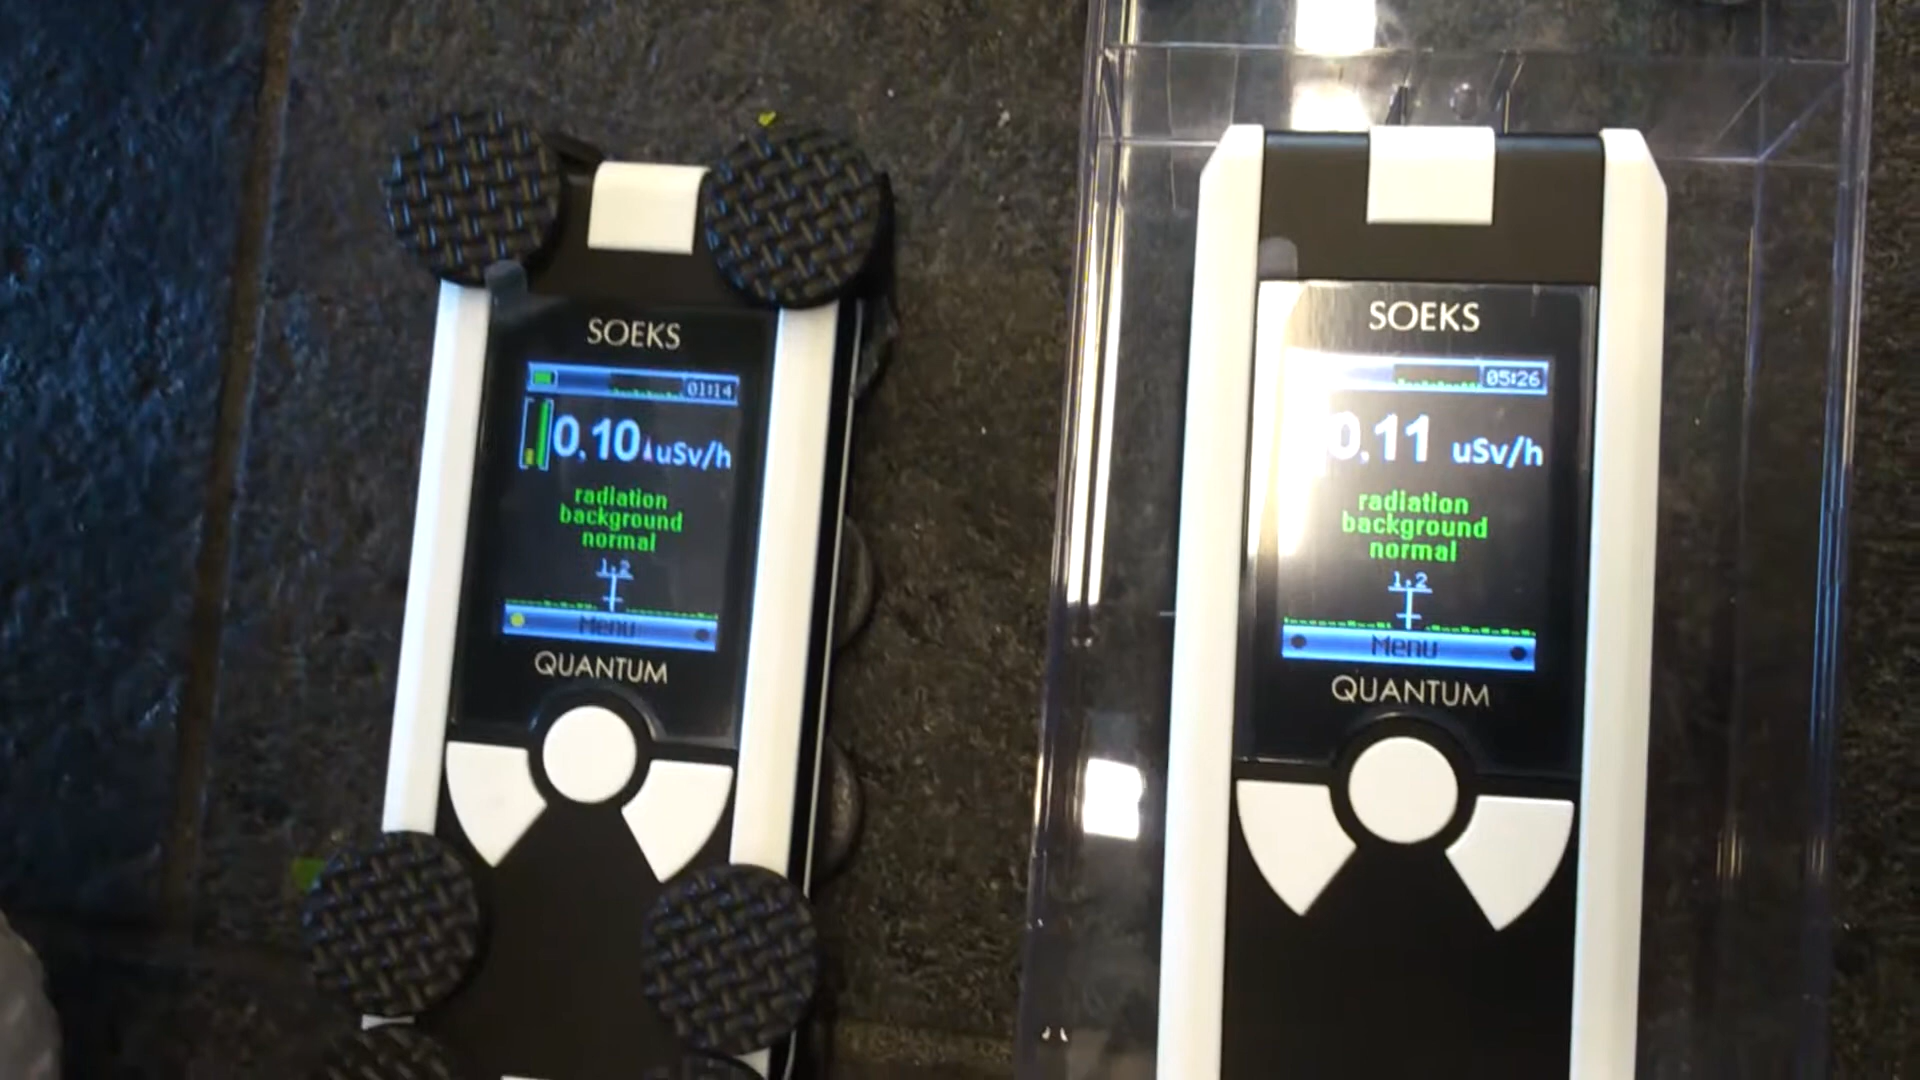 SOEKS
01:14
0.10 uSv/h
radiation
background
normal
1.2
Menu
QUANTUM
SOEKS
05:26
0.11 uSv/h
radiation
background
normal
1.2
Menu
QUANTUM